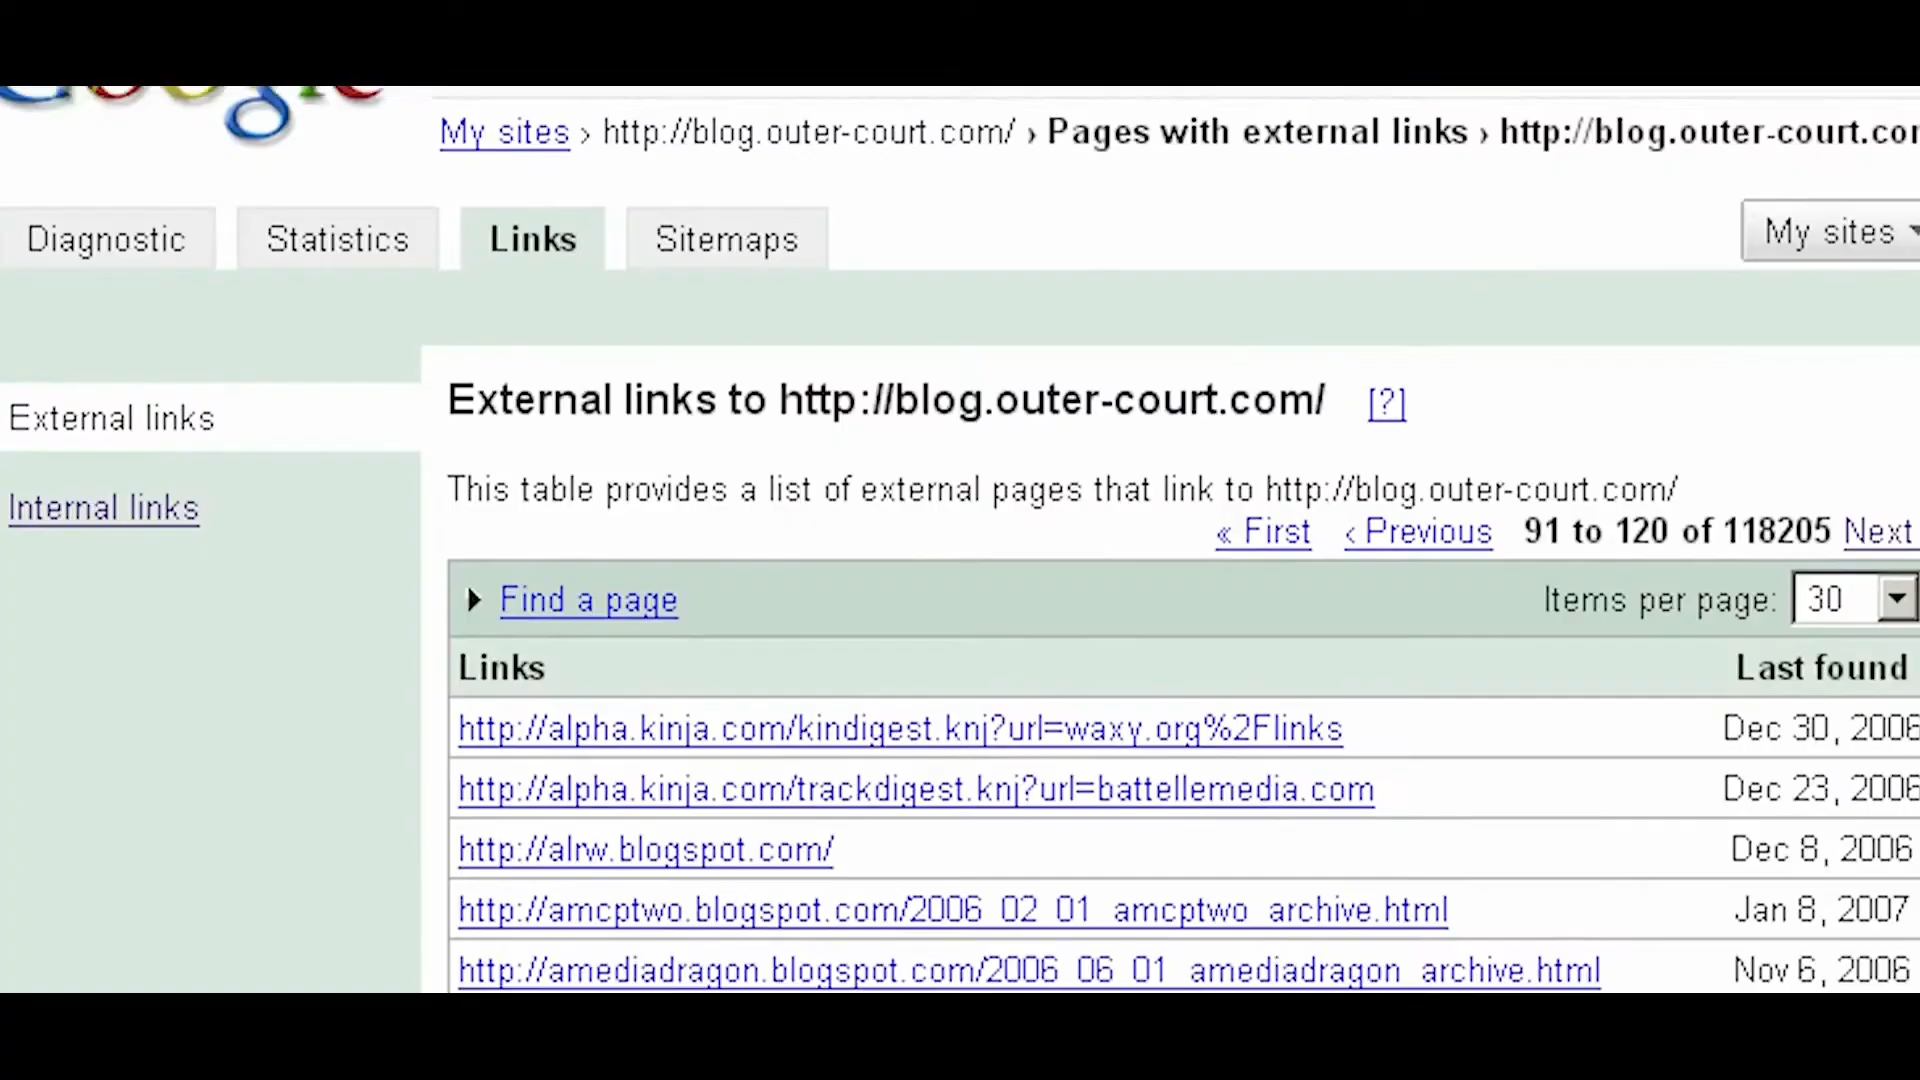 Google
My sites › http://blog.outer-court.com/ › Pages with external links › http://blog.outer-court.com
Diagnostic
Statistics
Links
Sitemaps
My sites
External links
Internal links
External links to http://blog.outer-court.com/ [?]
This table provides a list of external pages that link to http://blog.outer-court.com/
« First ‹ Previous 91 to 120 of 118205 Next
Find a page
Items per page: 30
Links Last found
http://alpha.kinja.com/kindigest.knj?url=waxy.org%2Flinks Dec 30, 2006
http://alpha.kinja.com/trackdigest.knj?url=battellemedia.com Dec 23, 2006
http://alrw.blogspot.com/ Dec 8, 2006
http://amcptwo.blogspot.com/2006_02_01_amcptwo_archive.html Jan 8, 2007
http://amediadragon.blogspot.com/2006_06_01_amediadragon_archive.html Nov 6, 2006